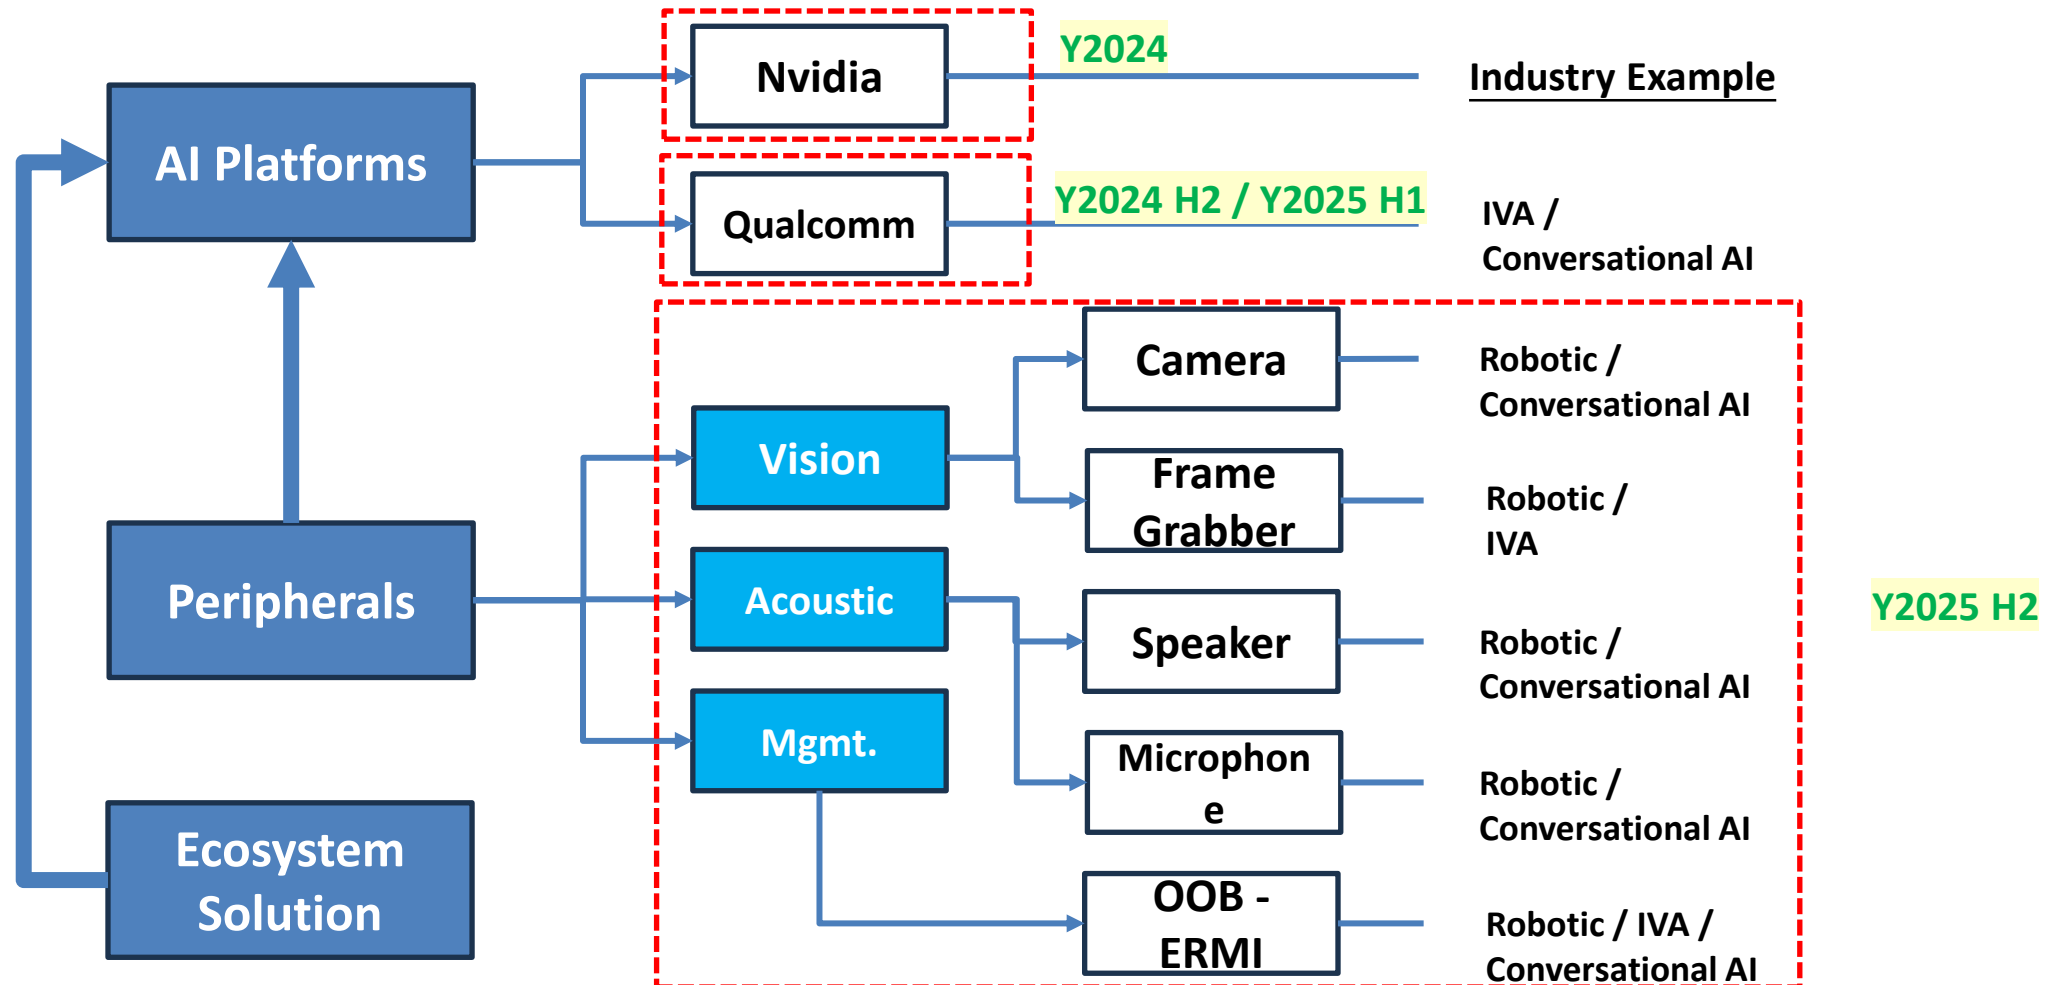 Nvidia
Y2024
Industry Example
AI Platforms
Qualcomm
Y2024 H2 / Y2025 H1
IVA /
Conversational AI
Camera
Robotic /
Conversational AI
Vision
Frame
Grabber
Robotic /
IVA
Peripherals
Acoustic
Speaker
Robotic /
Conversational AI
Y2025 H2
Mgmt.
Microphon
e
Robotic /
Conversational AI
Ecosystem
Solution
OOB -
ERMI
Robotic / IVA /
Conversational AI